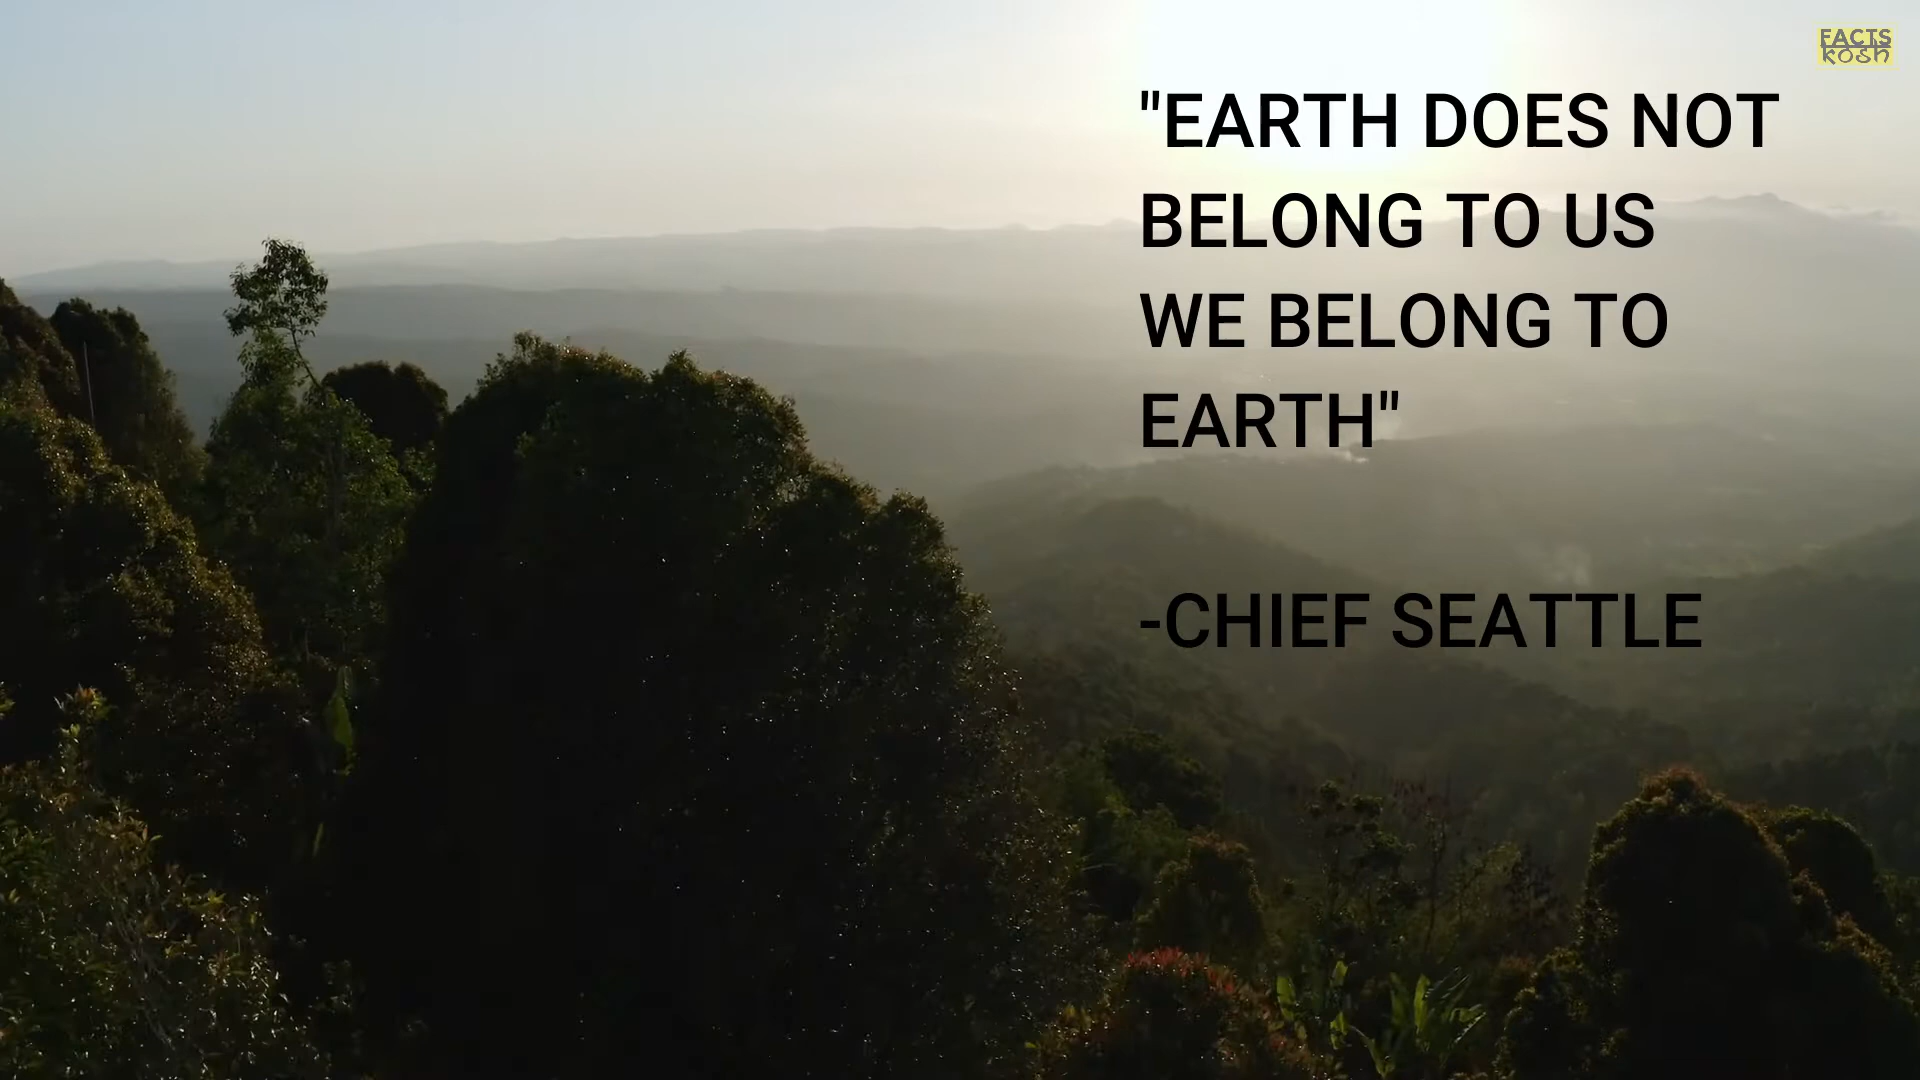 FACTS
kosh
"EARTH DOES NOT
BELONG TO US
WE BELONG TO
EARTH"
-CHIEF SEATTLE